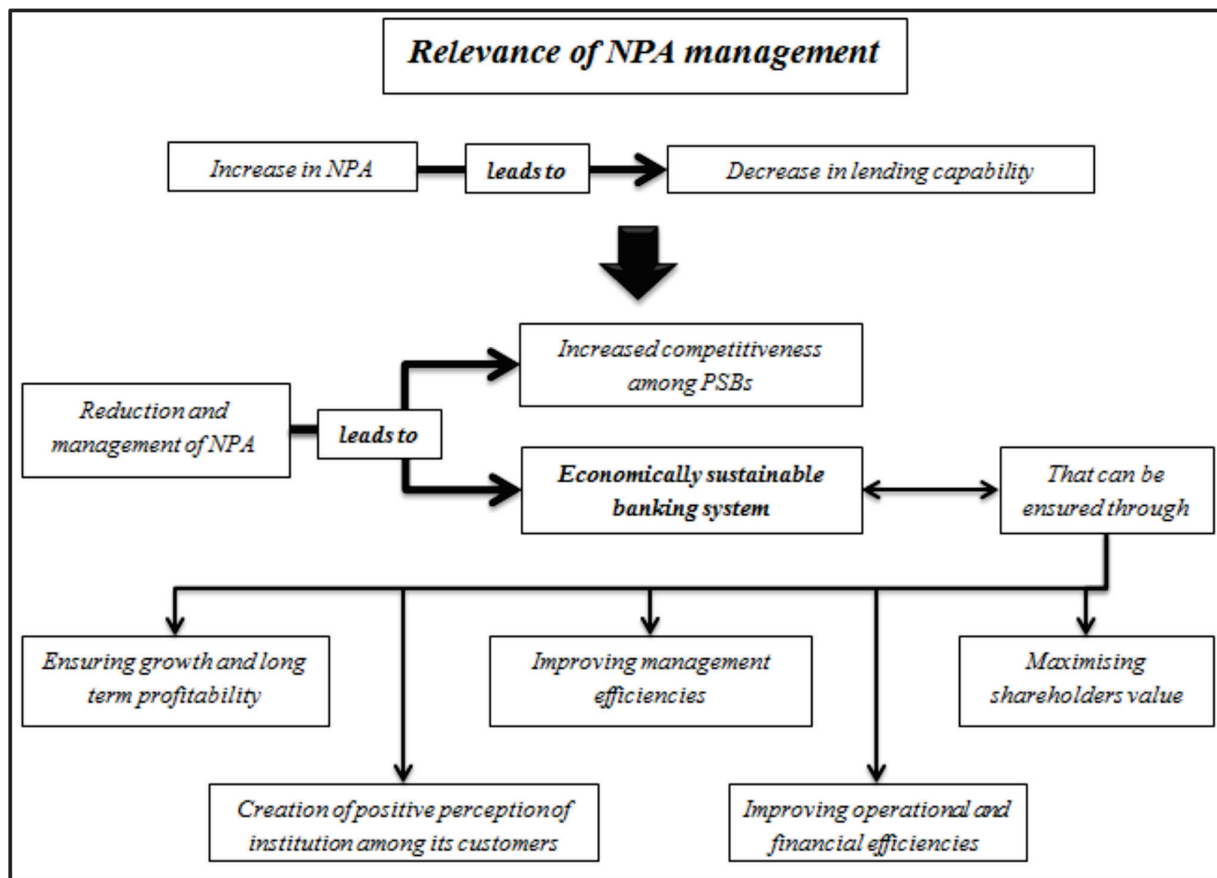 Relevance of NPA management
Increase in NPA
leads to
Decrease in lending capability
Increased competitiveness
among PSBs
Reduction and
management of NPA
leads to
Economically sustainable
banking system
That can be
ensured through
Ensuring growth and long
term profitability
Improving management
efficiencies
Maximising
shareholders value
Creation of positive perception of
institution among its customers
Improving operational and
financial efficiencies